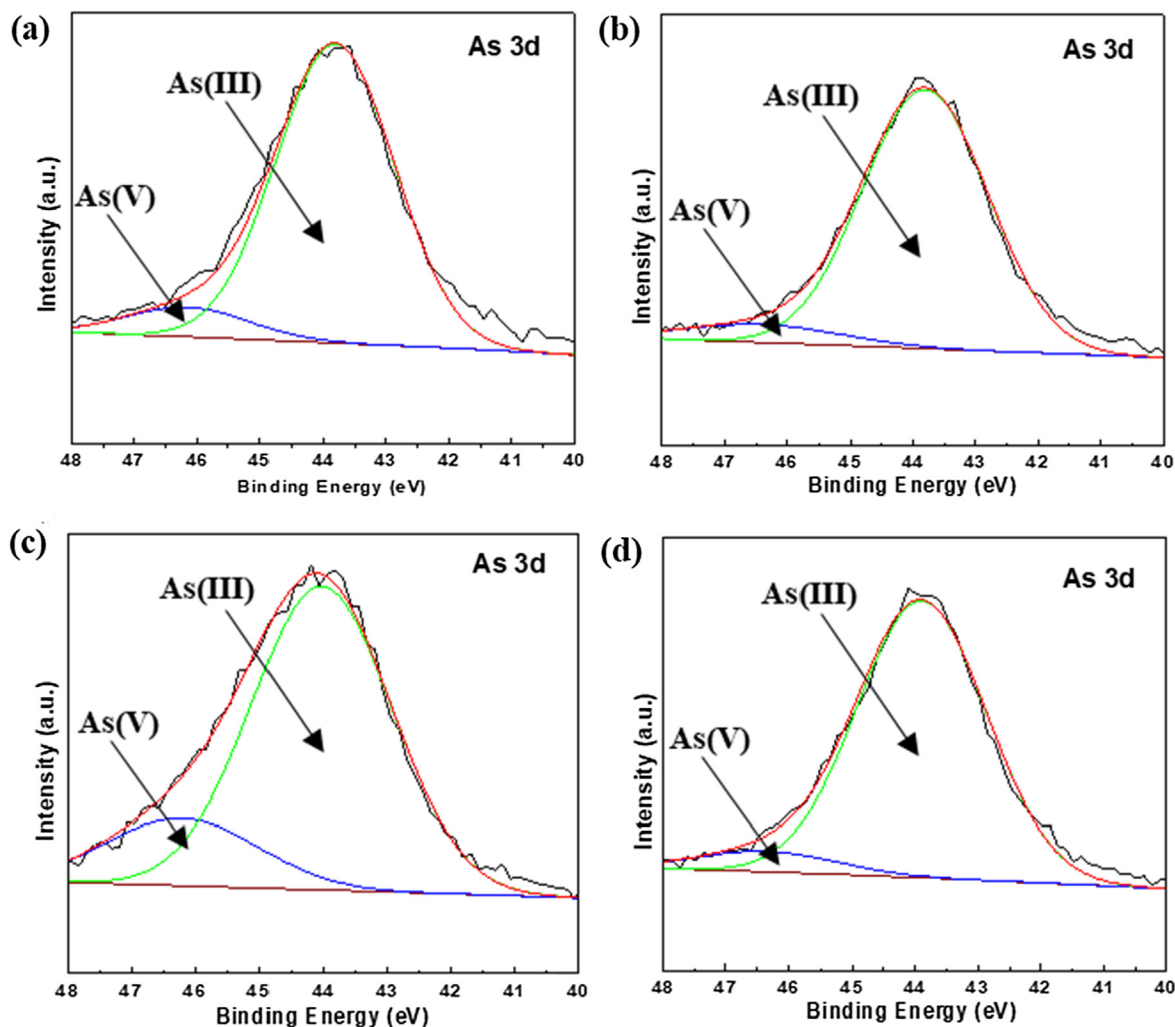 (a)
As 3d
As(III)
As(V)
Intensity (a.u.)
48 47 46 45 44 43 42 41 40
Binding Energy (eV)
(b)
As 3d
As(III)
As(V)
Intensity (a.u.)
48 47 46 45 44 43 42 41 40
Binding Energy (eV)
(c)
As 3d
As(III)
As(V)
Intensity (a.u.)
48 47 46 45 44 43 42 41 40
Binding Energy (eV)
(d)
As 3d
As(III)
As(V)
Intensity (a.u.)
48 47 46 45 44 43 42 41 40
Binding Energy (eV)